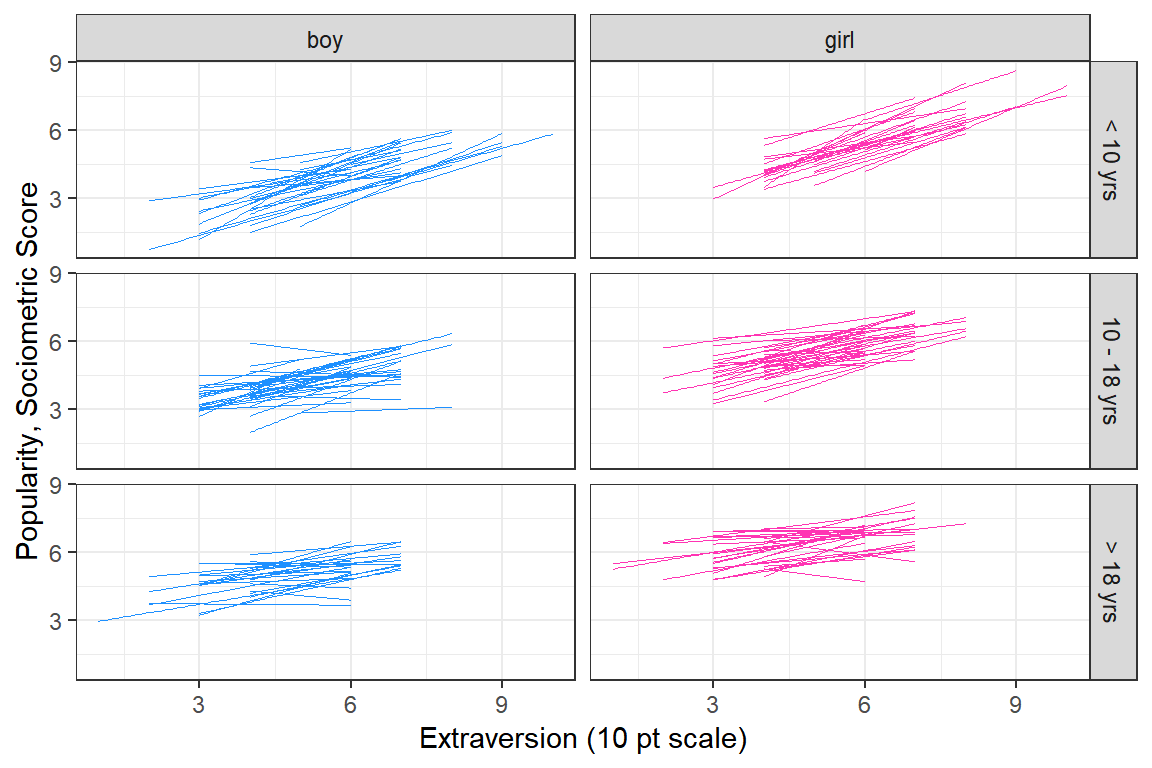 boy
girl
9
6
3
< 10 yrs
9
6
3
10 - 18 yrs
9
6
3
> 18 yrs
Popularity, Sociometric Score
3
6
9
3
6
9
Extraversion (10 pt scale)